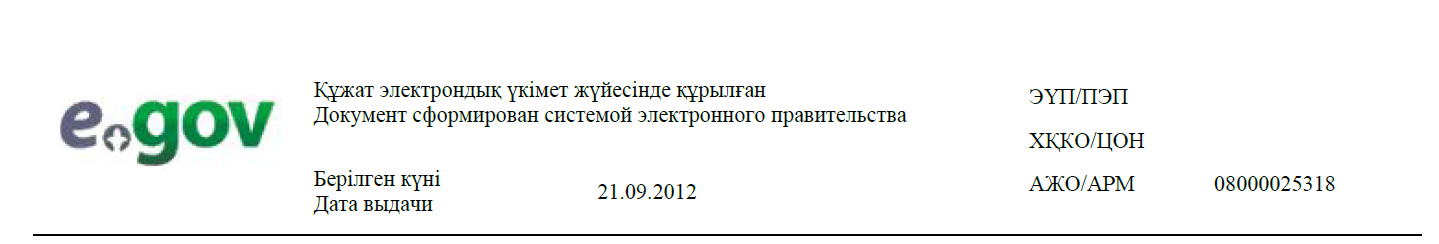 e.gov
Құжат электрондық үкімет жүйесінде құрылған
Документ сформирован системой электронного правительства
Берілген күні
Дата выдачи
21.09.2012
ЭҮП/ПЭП
ХҚКО/ЦОН
АЖО/АРМ 08000025318